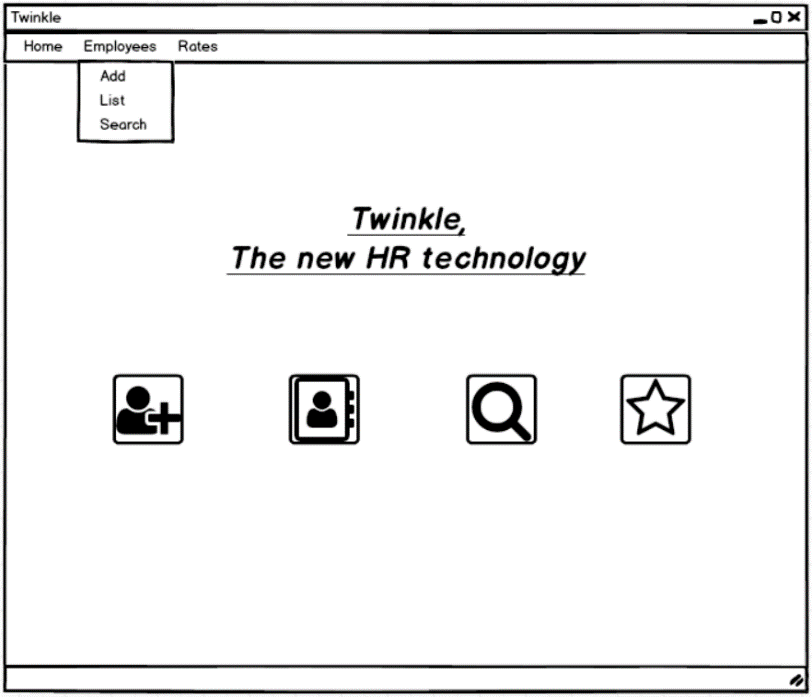 Twinkle
Home Employees Rates
Add
List
Search
Twinkle,
The new HR technology